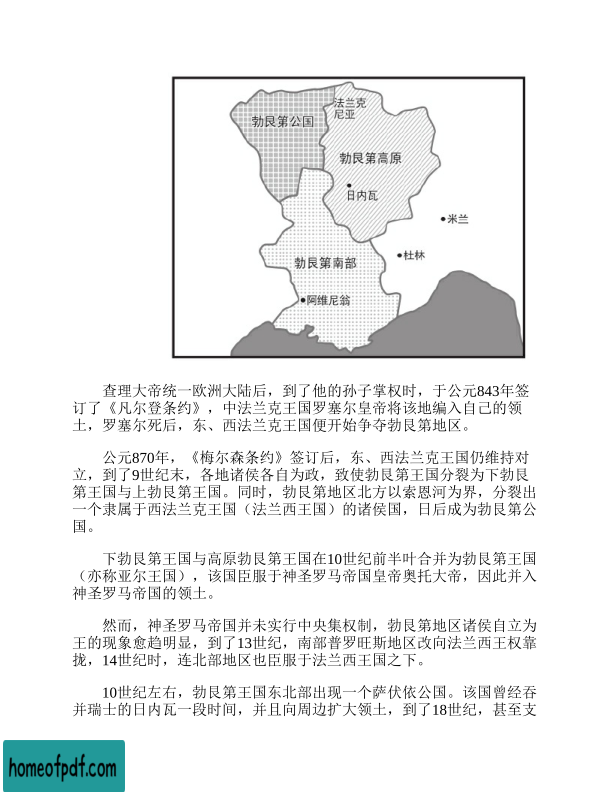 法兰克
尼亚
勃艮第公国
勃艮第高原
日内瓦
米兰
杜林
勃艮第南部
阿维尼翁
查理大帝统一欧洲大陆后，到了他的孙子掌权时，于公元843年签
订了《凡尔登条约》，中法兰克王国罗塞尔皇帝将该地编入自己的领
土，罗塞尔死后，东、西法兰克王国便开始争夺勃艮第地区。
公元870年，《梅尔森条约》签订后，东、西法兰克王国仍维持对
立，到了9世纪末，各地诸侯各自为政，致使勃艮第王国分裂为下勃艮
第王国与上勃艮第王国。同时，勃艮第地区北方以索恩河为界，分裂出
一个隶属于西法兰克王国（法兰西王国）的诸侯国，日后成为勃艮第公
国。
下勃艮第王国与高原勃艮第王国在10世纪前半叶合并为勃艮第王国
（亦称亚尔王国），该国臣服于神圣罗马帝国皇帝奥托大帝，因此并入
神圣罗马帝国的领土。
然而，神圣罗马帝国并未实行中央集权制，勃艮第地区诸侯自立为
王的现象愈趋明显，到了13世纪，南部普罗旺斯地区改向法兰西王权靠
拢，14世纪时，连北部地区也臣服于法兰西王国之下。
10世纪左右，勃艮第王国东北部出现一个萨伏依公国。该国曾经吞
并瑞士的日内瓦一段时间，并且向周边扩大领土，到了18世纪，甚至支
homeofpdf.com